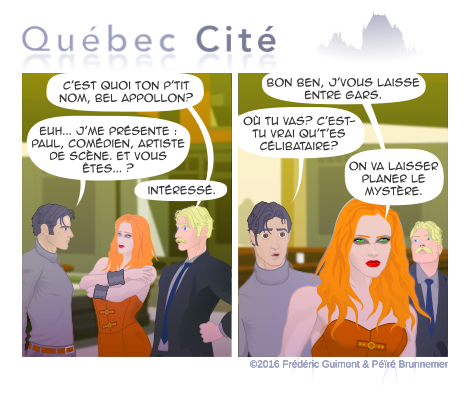 Québec Cité
C'EST QUOI TON P'TIT
NOM, BEL APPOLLON?
EUH... J'ME PRÉSENTE :
PAUL, COMÉDIEN, ARTISTE
DE SCÈNE. ET VOUS
ÊTES... ?
INTÉRESSÉ.
BON BEN, J'VOUS LAISSE
ENTRE GARS.
OÙ TU VAS? C'EST-
TU VRAI QU'T'ES
CÉLIBATAIRE?
ON VA LAISSER
PLANER LE
MYSTÈRE.
©2016 Frédéric Guimont & Péïré Brunnemer